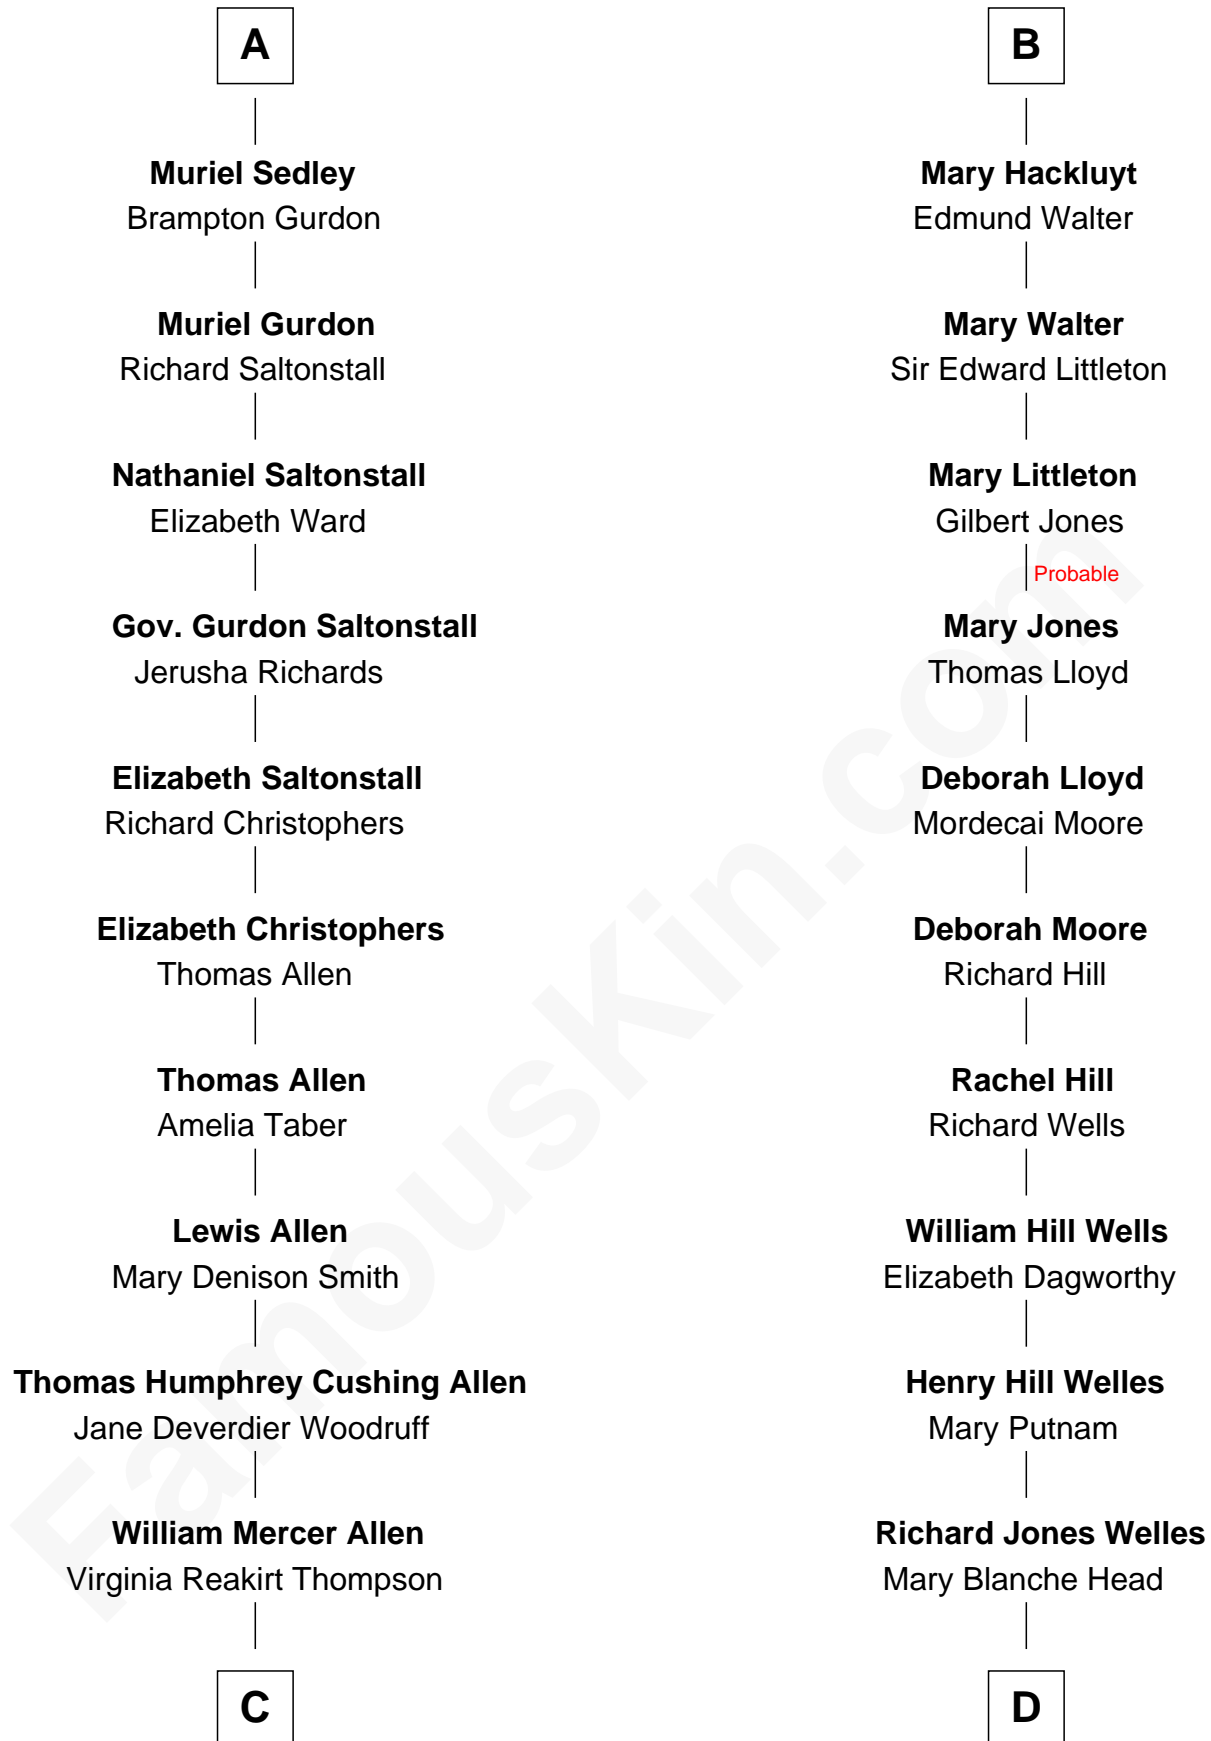 A
Muriel Sedley
Brampton Gurdon
Muriel Gurdon
Richard Saltonstall
Nathaniel Saltonstall
Elizabeth Ward
Gov. Gurdon Saltonstall
Jerusha Richards
Elizabeth Saltonstall
Richard Christophers
Elizabeth Christophers
Thomas Allen
Thomas Allen
Amelia Taber
Lewis Allen
Mary Denison Smith
Thomas Humphrey Cushing Allen
Jane Deverdier Woodruff
William Mercer Allen
Virginia Reakirt Thompson
C
B
Mary Hackluyt
Edmund Walter
Mary Walter
Sir Edward Littleton
Mary Littleton
Gilbert Jones
Probable
Mary Jones
Thomas Lloyd
Deborah Lloyd
Mordecai Moore
Deborah Moore
Richard Hill
Rachel Hill
Richard Wells
William Hill Wells
Elizabeth Dagworthy
Henry Hill Welles
Mary Putnam
Richard Jones Welles
Mary Blanche Head
D
FamousKin.com